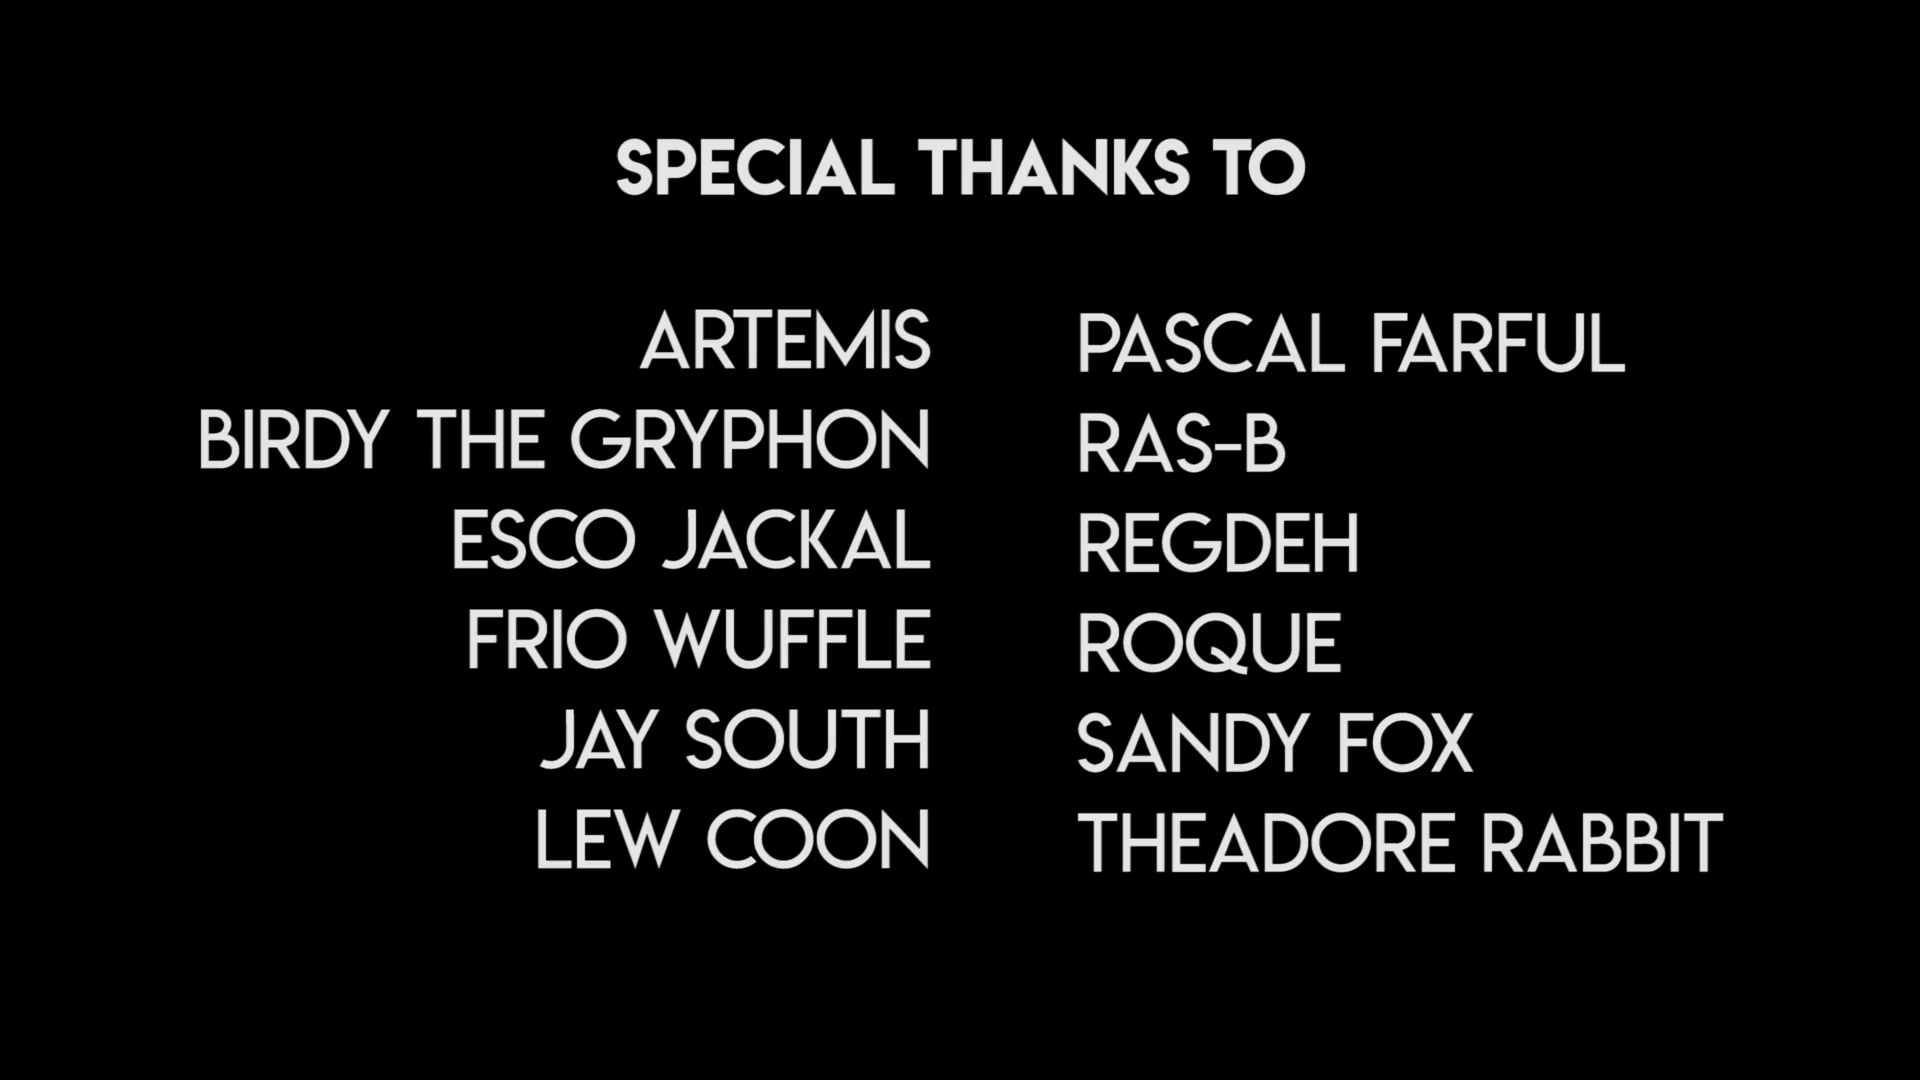 SPECIAL THANKS TO
ARTEMIS
BIRDY THE GRYPHON
ESCO JACKAL
FRIO WUFFLE
JAY SOUTH
LEW COON
PASCAL FARFUL
RAS-B
REGDEH
ROQUE
SANDY FOX
THEADORE RABBIT